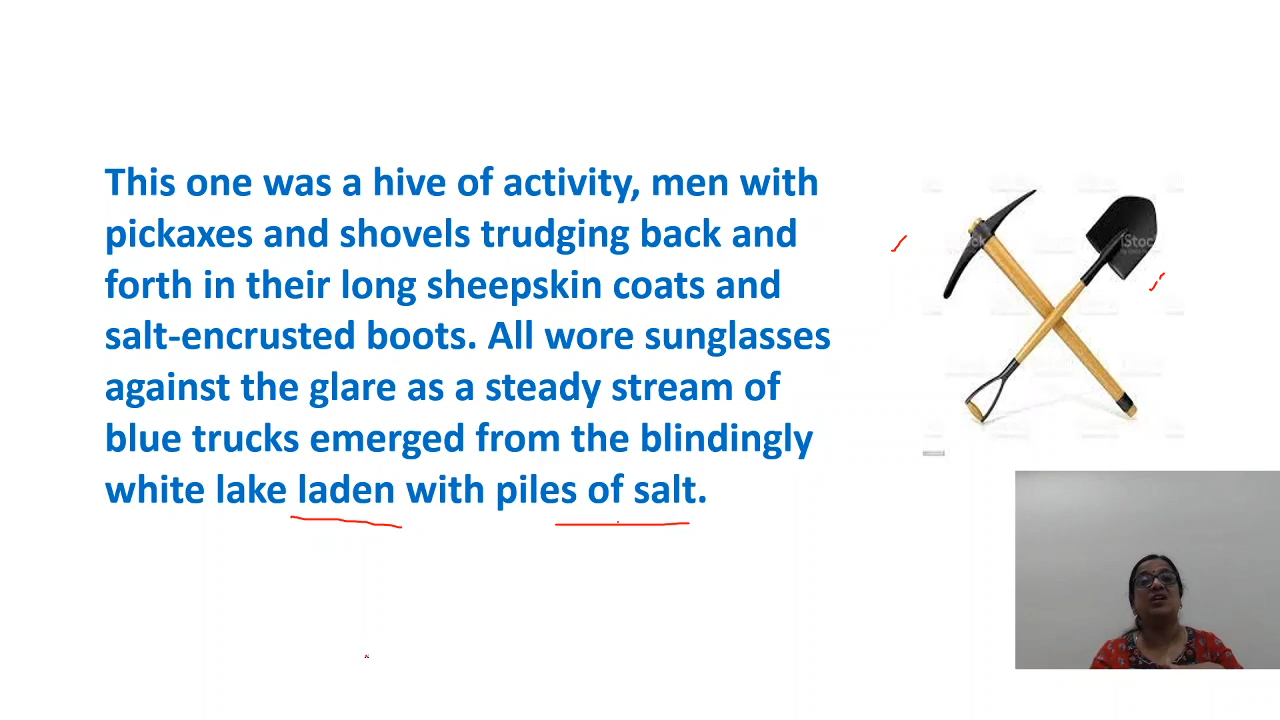 This one was a hive of activity, men with
pickaxes and shovels trudging back and
forth in their long sheepskin coats and
salt-encrusted boots. All wore sunglasses
against the glare as a steady stream of
blue trucks emerged from the blindingly
white lake laden with piles of salt.